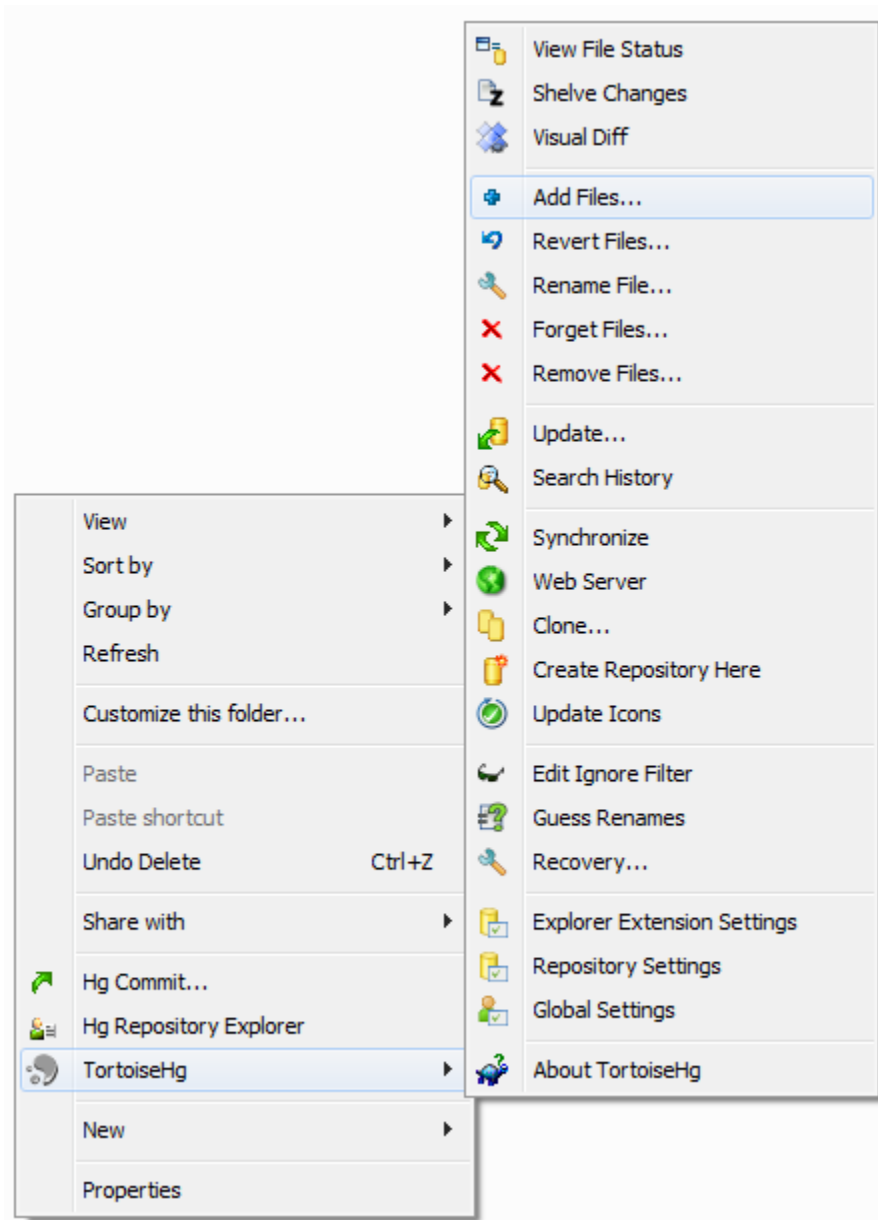 View File Status
Shelve Changes
Visual Diff
Add Files...
Revert Files...
Rename File...
Forget Files...
Remove Files...
Update...
Search History
Synchronize
Web Server
Clone...
Create Repository Here
Update Icons
Edit Ignore Filter
Guess Renames
Recovery...
Explorer Extension Settings
Repository Settings
Global Settings
About TortoiseHg
View
Sort by
Group by
Refresh
Customize this folder...
Paste
Paste shortcut
Undo Delete Ctrl+Z
Share with
Hg Commit...
Hg Repository Explorer
TortoiseHg
New
Properties